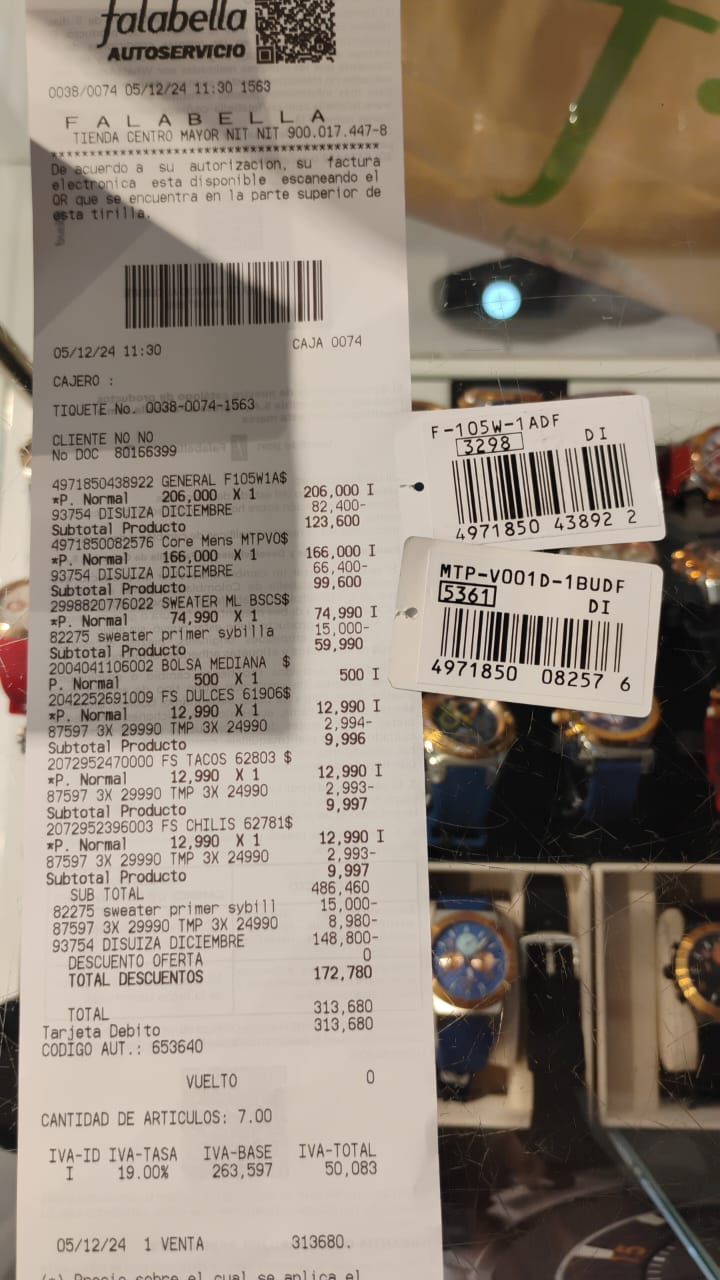 falabella
AUTOSERVICIO
0038/0074 05/12/24 11:30 1563
F A L A B E L L A
TIENDA CENTRO MAYOR NIT NIT 900.017.447-8
***************************************
De acuerdo a su autorizacion, su factura
electronica esta disponible escaneando el
QR que se encuentra en la parte superior de
esta tirilla.
05/12/24 11:30 CAJA 0074
CAJERO :
TIQUETE No. 0038-0074-1563
CLIENTE NO NO
No DOC 80166399
4971850438922 GENERAL F105W1A$
*P. Normal 206,000 X 1 206,000 I
93754 DISUIZA DICIEMBRE 82,400-
Subtotal Producto 123,600
4971850082576 Core Mens MTPV0$
*P. Normal 166,000 X 1 166,000 I
93754 DISUIZA DICIEMBRE 66,400-
Subtotal Producto 99,600
2998820776022 SWEATER ML BSCS$
*P. Normal 74,990 X 1 74,990 I
82275 sweater primer sybilla 15,000-
Subtotal Producto 59,990
2004041106002 BOLSA MEDIANA $
P. Normal 500 X 1 500 I
2042252691009 FS DULCES 61906$
*P. Normal 12,990 X 1 12,990 I
87597 3X 29990 TMP 3X 24990 2,994-
Subtotal Producto 9,996
2072952470000 FS TACOS 62803 $
*P. Normal 12,990 X 1 12,990 I
87597 3X 29990 TMP 3X 24990 2,993-
Subtotal Producto 9,997
2072952396003 FS CHILIS 62781$
*P. Normal 12,990 X 1 12,990 I
87597 3X 29990 TMP 3X 24990 2,993-
Subtotal Producto 9,997
SUB TOTAL 486,460
82275 sweater primer sybill 15,000-
87597 3X 29990 TMP 3X 24990 8,980-
93754 DISUIZA DICIEMBRE 148,800-
DESCUENTO OFERTA 0
TOTAL DESCUENTOS 172,780
TOTAL 313,680
Tarjeta Debito 313,680
CODIGO AUT.: 653640
VUELTO 0
CANTIDAD DE ARTICULOS: 7.00
IVA-ID IVA-TASA IVA-BASE IVA-TOTAL
I 19.00% 263,597 50,083
05/12/24 1 VENTA 313680.
(*) Precio sobre el cual se aplica el
F-105W-1ADF
3298 DI
4971850 43892 2
MTP-V001D-1BUDF
5361 DI
4971850 08257 6